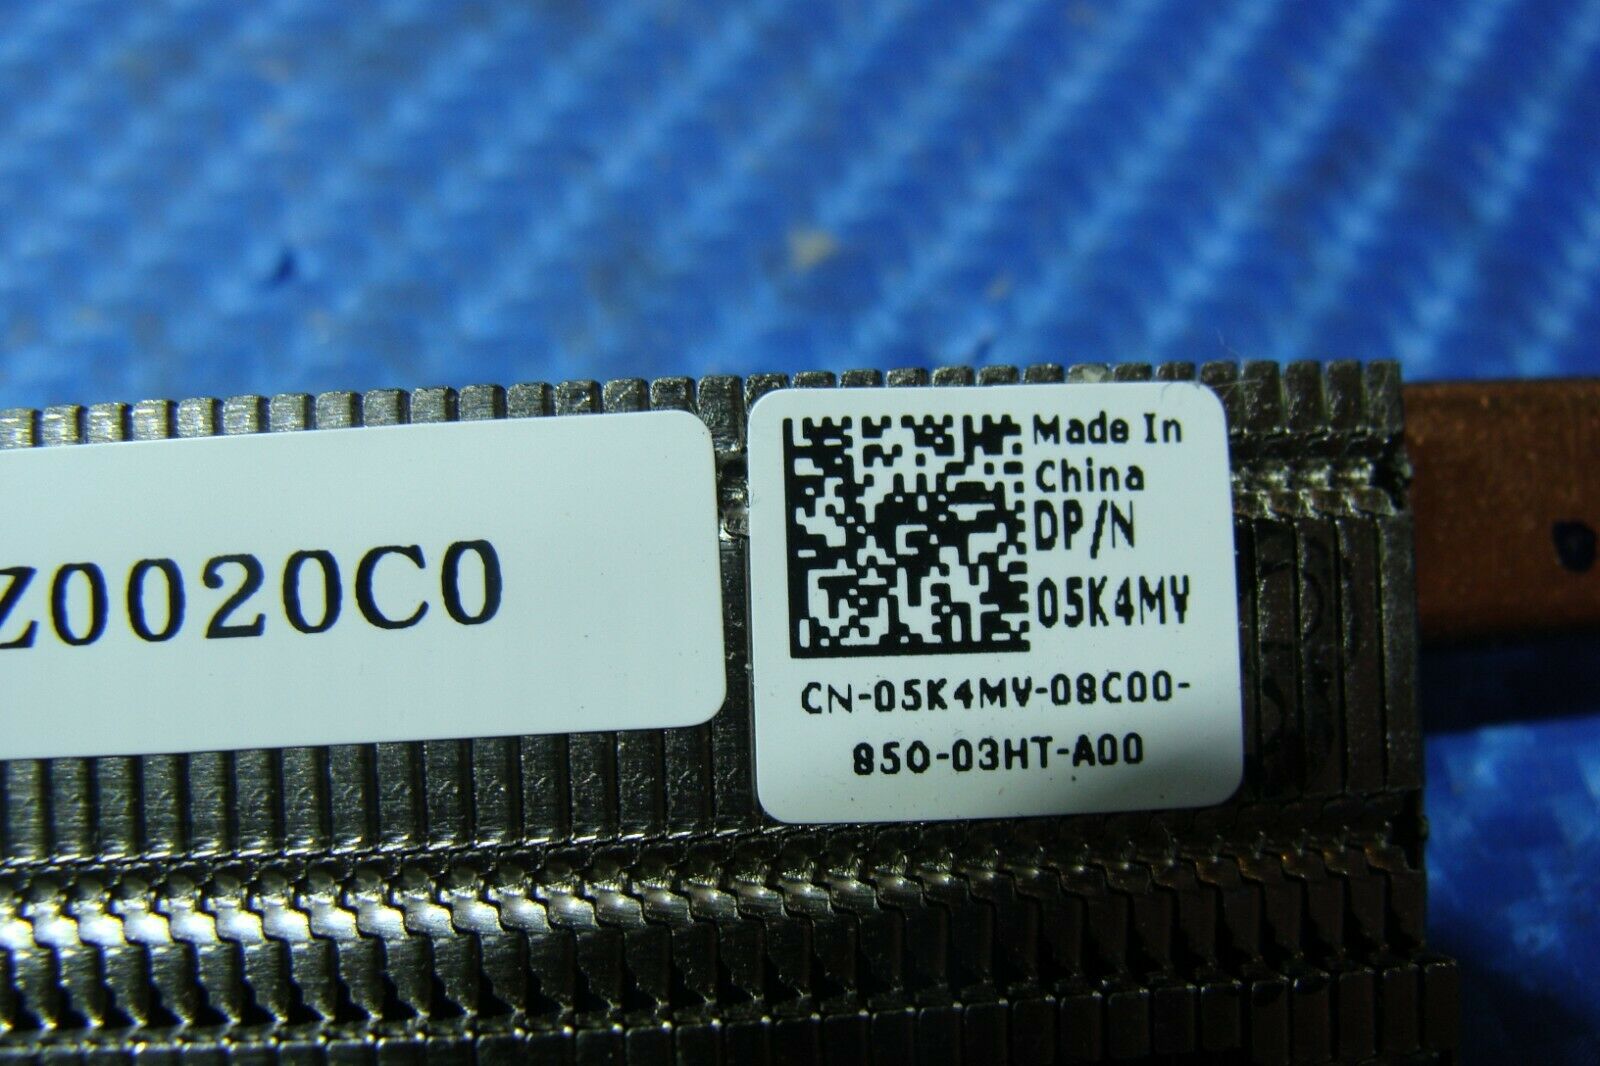 Z0020C0
Made In
China
DP/N
05K4MV
CN-05K4MV-08C00-
850-03HT-A00